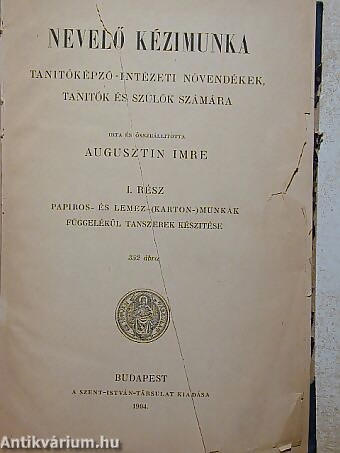 NEVELŐ KÉZIMUNKA
TANITÓKÉPZŐ-INTÉZETI NÖVENDÉKEK,
TANITÓK ÉS SZÜLŐK SZÁMÁRA
IRTA ÉS ÖSSZEÁLLITOTTA
AUGUSZTIN IMRE
I. RÉSZ
PAPIROS- ÉS LEMEZ-(KARTON-)MUNKÁK
FÜGGELÉKÜL TANSZEREK KÉSZITÉSE
352 ábra
BUDAPEST
A SZENT-ISTVÁN-TÁRSULAT KIADÁSA
1904.
Antikvárium.hu